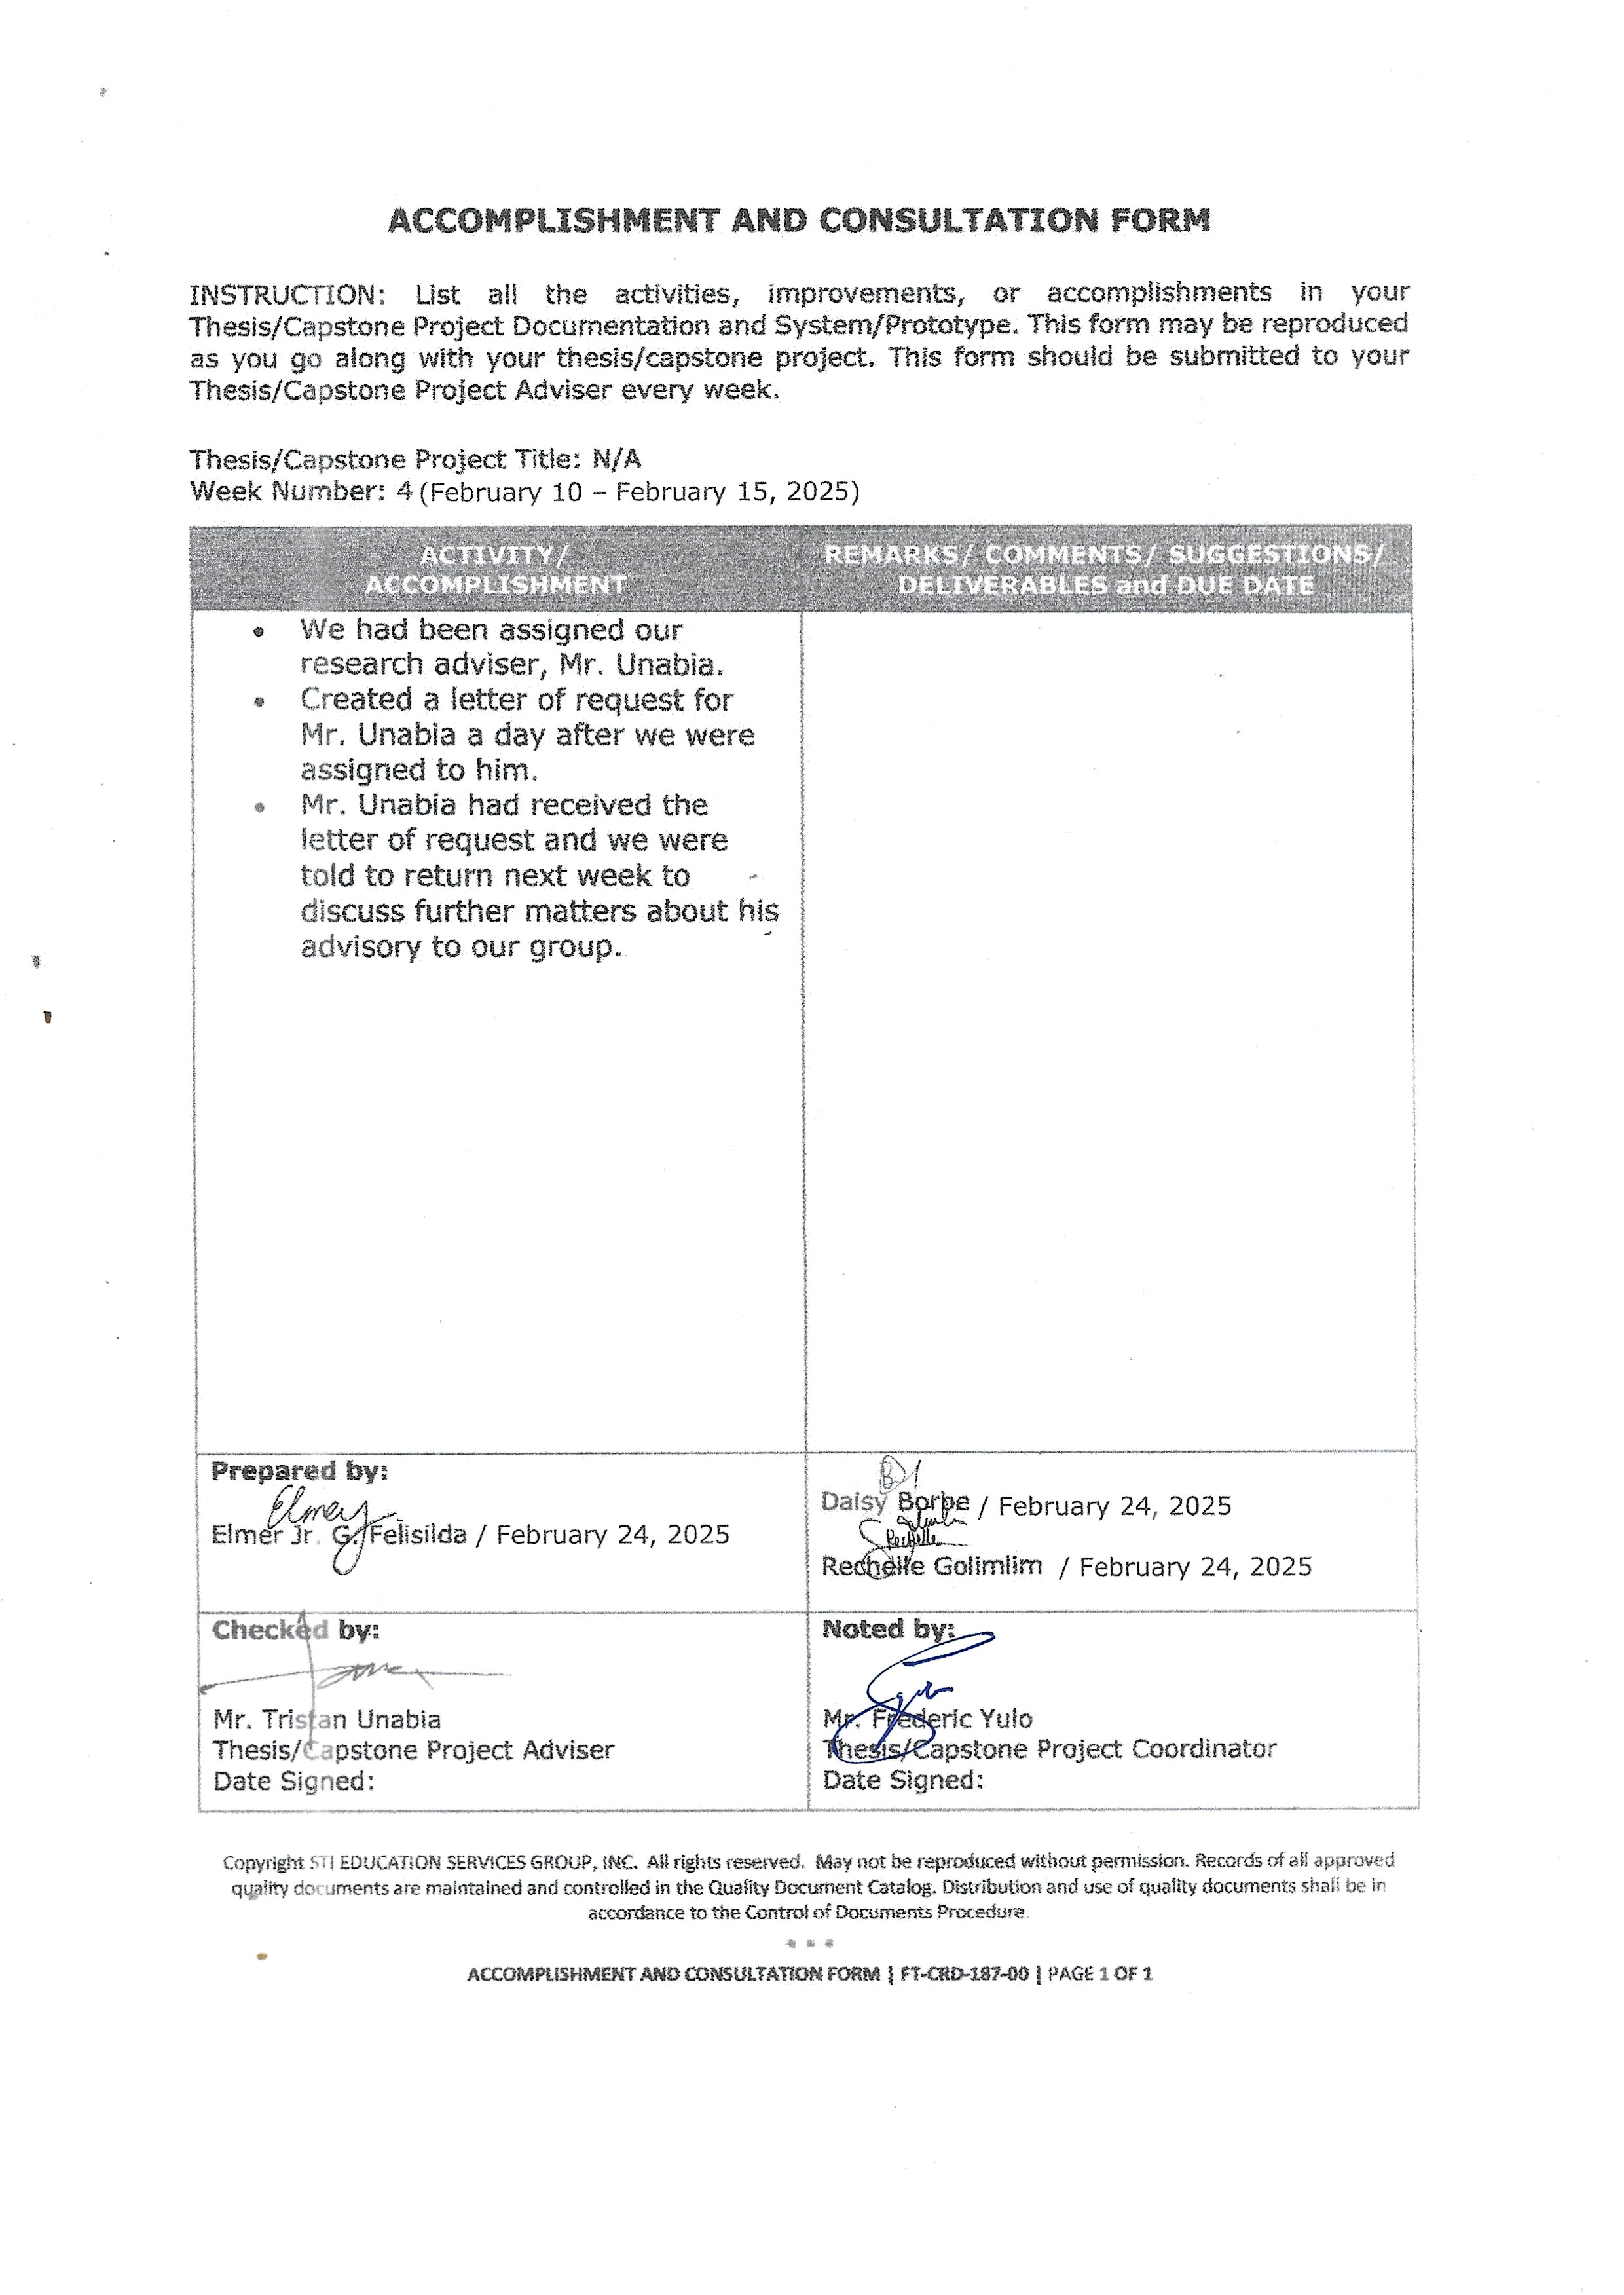 ACCOMPLISHMENT AND CONSULTATION FORM
INSTRUCTION: List all the activities, improvements, or accomplishments in your
Thesis/Capstone Project Documentation and System/Prototype. This form may be reproduced
as you go along with your thesis/capstone project. This form should be submitted to your
Thesis/Capstone Project Adviser every week.
Thesis/Capstone Project Title: N/A
Week Number: 4 (February 10 – February 15, 2025)
ACTIVITY/
ACCOMPLISHMENT
REMARKS/ COMMENTS/ SUGGESTIONS/
DELIVERABLES and DUE DATE
• We had been assigned our
research adviser, Mr. Unabia.
• Created a letter of request for
Mr. Unabia a day after we were
assigned to him.
• Mr. Unabia had received the
letter of request and we were
told to return next week to
discuss further matters about his
advisory to our group.
Prepared by:
Elmer
Elmer Jr. G. Felisilda / February 24, 2025
Daisy Borbe / February 24, 2025
Rechelle
Rechelle Golimlim / February 24, 2025
Checked by:
Mr. Tristan Unabia
Thesis/Capstone Project Adviser
Date Signed:
Noted by:
Mr. Frederic Yulo
Thesis/Capstone Project Coordinator
Date Signed:
Copyright STI EDUCATION SERVICES GROUP, INC. All rights reserved. May not be reproduced without permission. Records of all approved
quality documents are maintained and controlled in the Quality Document Catalog. Distribution and use of quality documents shall be in
accordance to the Control of Documents Procedure.
* * *
ACCOMPLISHMENT AND CONSULTATION FORM | FT-CRD-187-00 | PAGE 1 OF 1